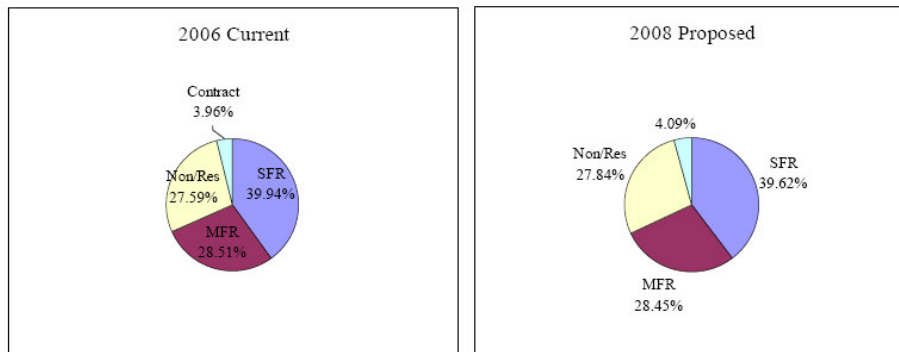 2006 Current
Contract
3.96%
SFR
39.94%
Non/Res
27.59%
MFR
28.51%
2008 Proposed
4.09%
Non/Res
27.84%
SFR
39.62%
MFR
28.45%